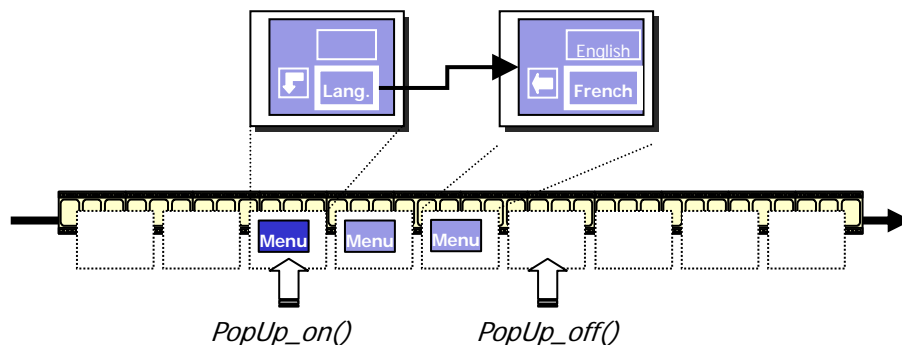 English
Lang.
French
Menu
Menu
Menu
PopUp_on()
PopUp_off()